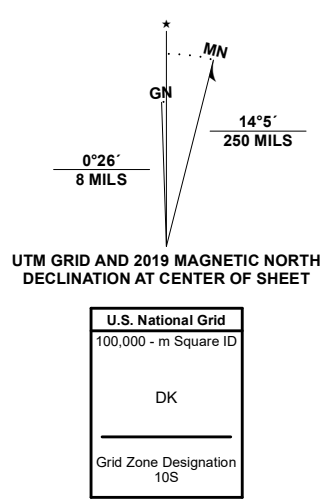 ★
MN
GN
14°5´
250 MILS
0°26´
8 MILS
UTM GRID AND 2019 MAGNETIC NORTH
DECLINATION AT CENTER OF SHEET
U.S. National Grid
100,000 - m Square ID
DK
Grid Zone Designation
10S